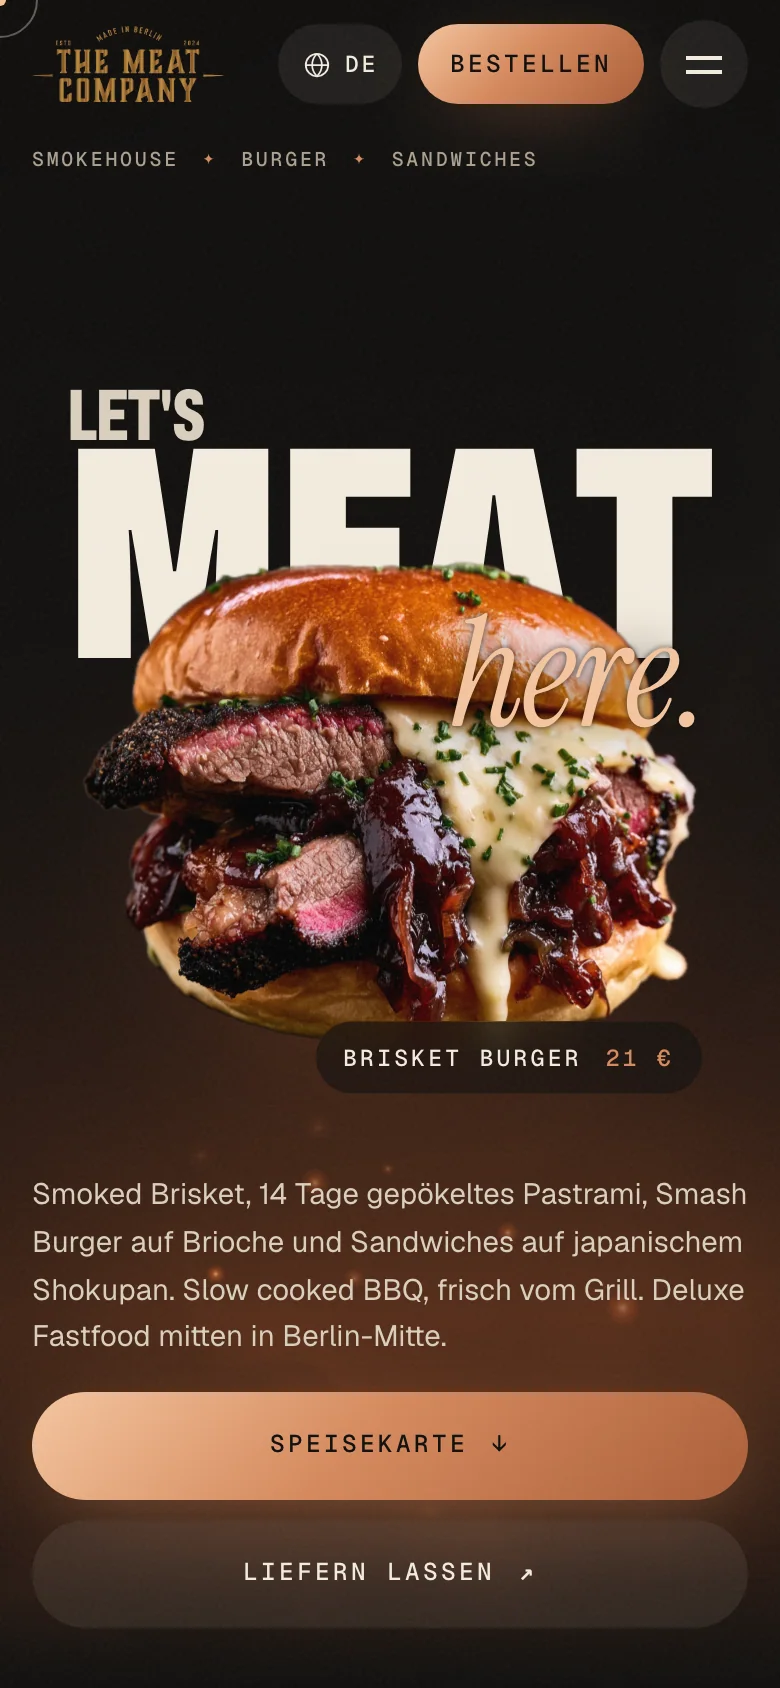 MADE IN BERLIN
ESTD 2024
THE MEAT
COMPANY
DE
BESTELLEN
SMOKEHOUSE ✦ BURGER ✦ SANDWICHES
LET'S
MEAT
here.
BRISKET BURGER 21 €
Smoked Brisket, 14 Tage gepökeltes Pastrami, Smash
Burger auf Brioche und Sandwiches auf japanischem
Shokupan. Slow cooked BBQ, frisch vom Grill. Deluxe
Fastfood mitten in Berlin-Mitte.
SPEISEKARTE ↓
LIEFERN LASSEN ↗